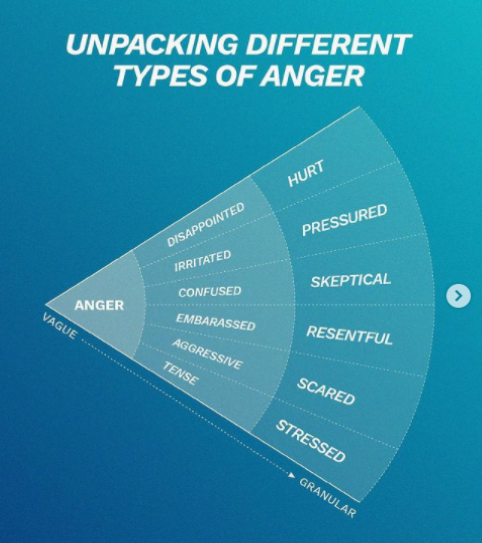 UNPACKING DIFFERENT
TYPES OF ANGER
ANGER
DISAPPOINTED
IRRITATED
CONFUSED
EMBARASSED
AGGRESSIVE
TENSE
HURT
PRESSURED
SKEPTICAL
RESENTFUL
SCARED
STRESSED
VAGUE
GRANULAR